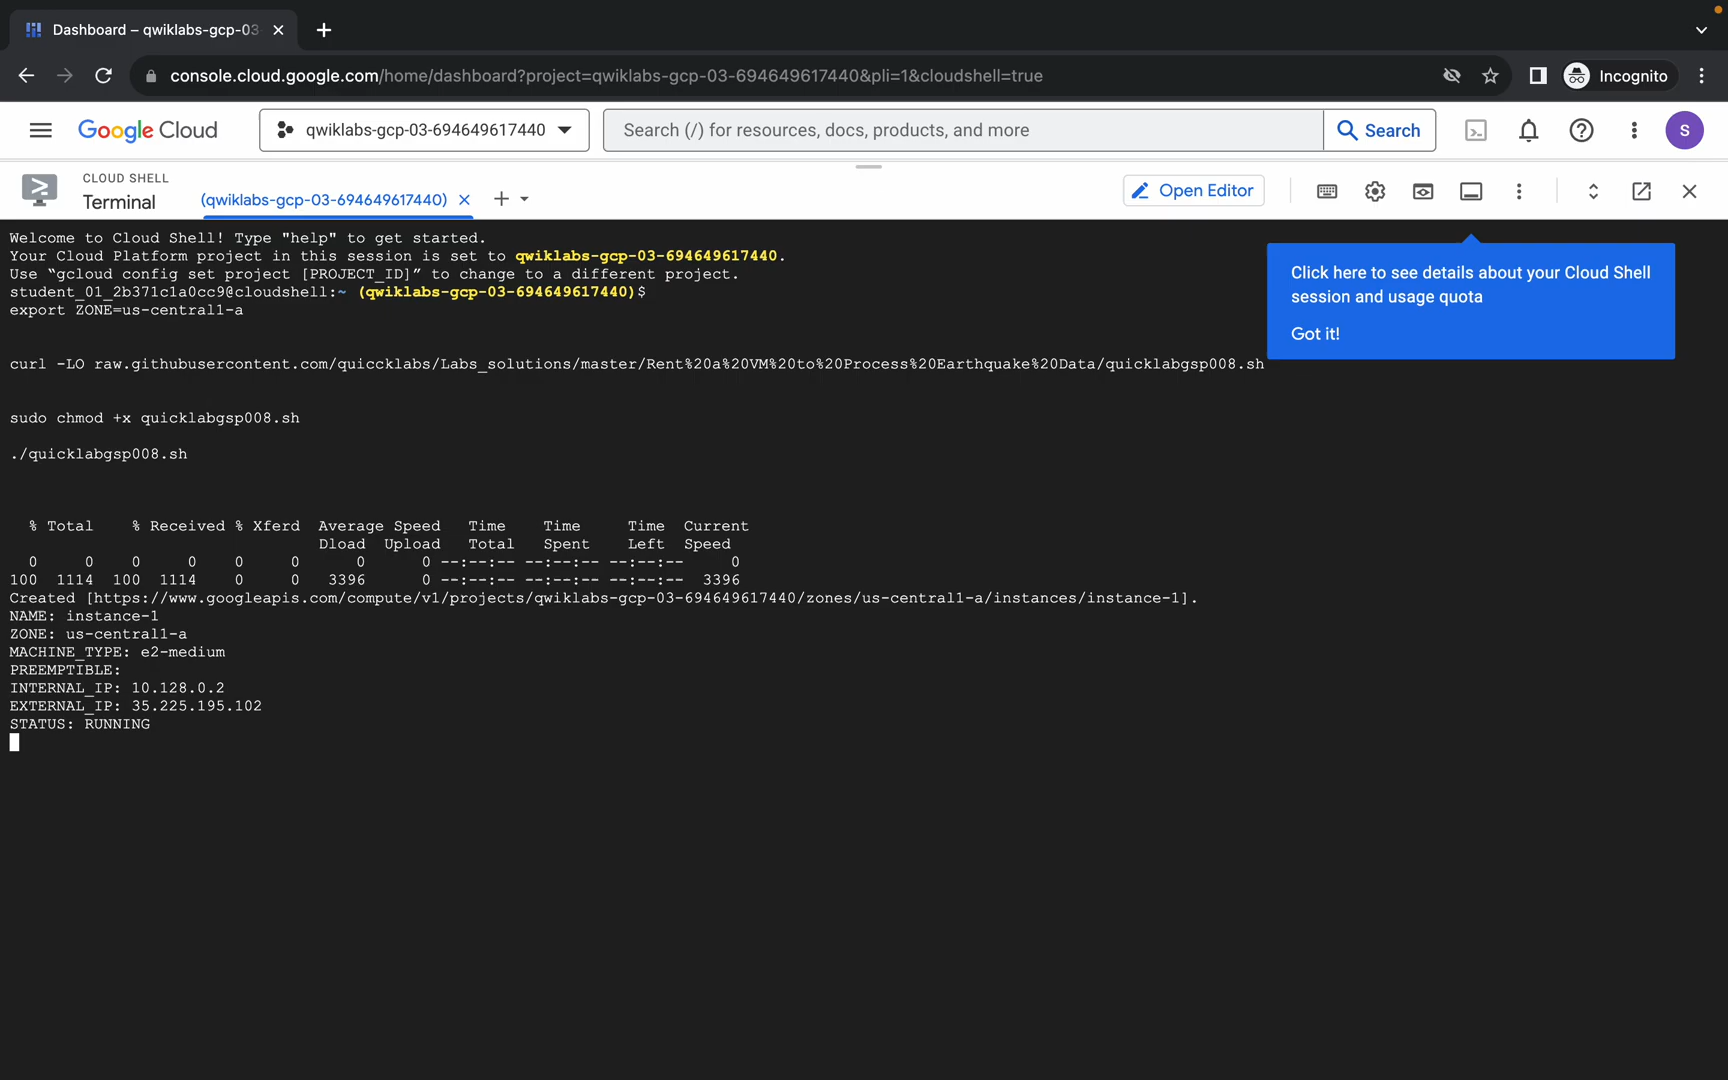 Dashboard – qwiklabs-gcp-03-
console.cloud.google.com/home/dashboard?project=qwiklabs-gcp-03-694649617440&pli=1&cloudshell=true
Incognito
Google Cloud
qwiklabs-gcp-03-694649617440
Search (/) for resources, docs, products, and more
Search
S
CLOUD SHELL
Terminal
(qwiklabs-gcp-03-694649617440)
Open Editor
Welcome to Cloud Shell! Type "help" to get started.
Your Cloud Platform project in this session is set to qwiklabs-gcp-03-694649617440.
Use “gcloud config set project [PROJECT_ID]” to change to a different project.
student_01_2b371c1a0cc9@cloudshell:~ (qwiklabs-gcp-03-694649617440)$
export ZONE=us-central1-a
Click here to see details about your Cloud Shell
session and usage quota
Got it!
curl -LO raw.githubusercontent.com/quiccklabs/Labs_solutions/master/Rent%20a%20VM%20to%20Process%20Earthquake%20Data/quicklabgsp008.sh
sudo chmod +x quicklabgsp008.sh
./quicklabgsp008.sh
% Total % Received % Xferd Average Speed Time Time Time Current
Dload Upload Total Spent Left Speed
0 0 0 0 0 0 0 0 --:--:-- --:--:-- --:--:-- 0
100 1114 100 1114 0 0 3396 0 --:--:-- --:--:-- --:--:-- 3396
Created [https://www.googleapis.com/compute/v1/projects/qwiklabs-gcp-03-694649617440/zones/us-central1-a/instances/instance-1].
NAME: instance-1
ZONE: us-central1-a
MACHINE_TYPE: e2-medium
PREEMPTIBLE:
INTERNAL_IP: 10.128.0.2
EXTERNAL_IP: 35.225.195.102
STATUS: RUNNING